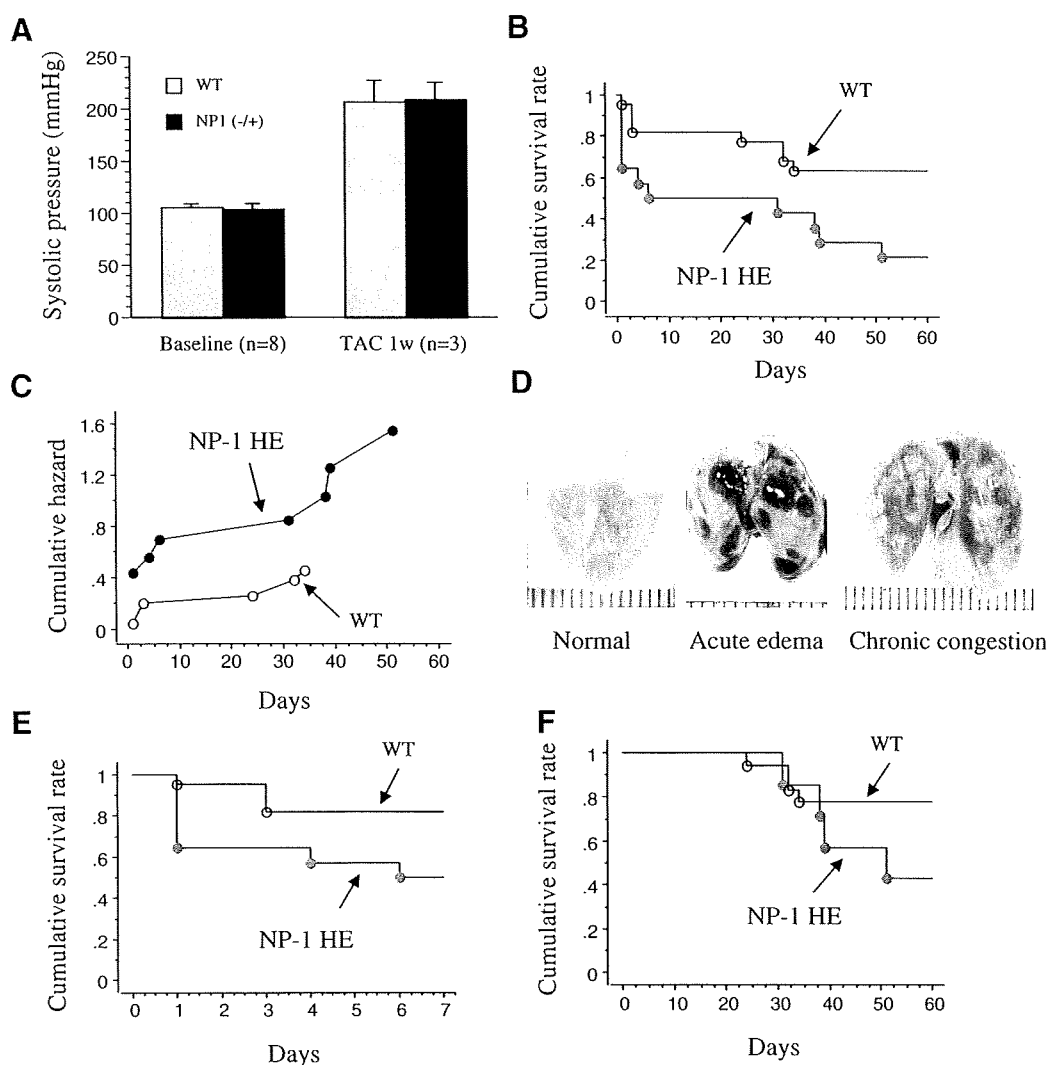 A
Systolic pressure (mmHg)
250
200
150
100
50
0
WT
NP1 (-/+)
Baseline (n=8)
TAC 1w (n=3)
B
Cumulative survival rate
1
.8
.6
.4
.2
0
WT
NP-1 HE
0 10 20 30 40 50 60
Days
C
Cumulative hazard
1.6
1.2
.8
.4
0
NP-1 HE
WT
0 10 20 30 40 50 60
Days
D
Normal
Acute edema
Chronic congestion
E
Cumulative survival rate
1
.8
.6
.4
.2
0
WT
NP-1 HE
0 1 3 4 5 6 7
Days
F
Cumulative survival rate
1
.8
.6
.4
.2
0
WT
NP-1 HE
0 20 30 40 50 60
Days